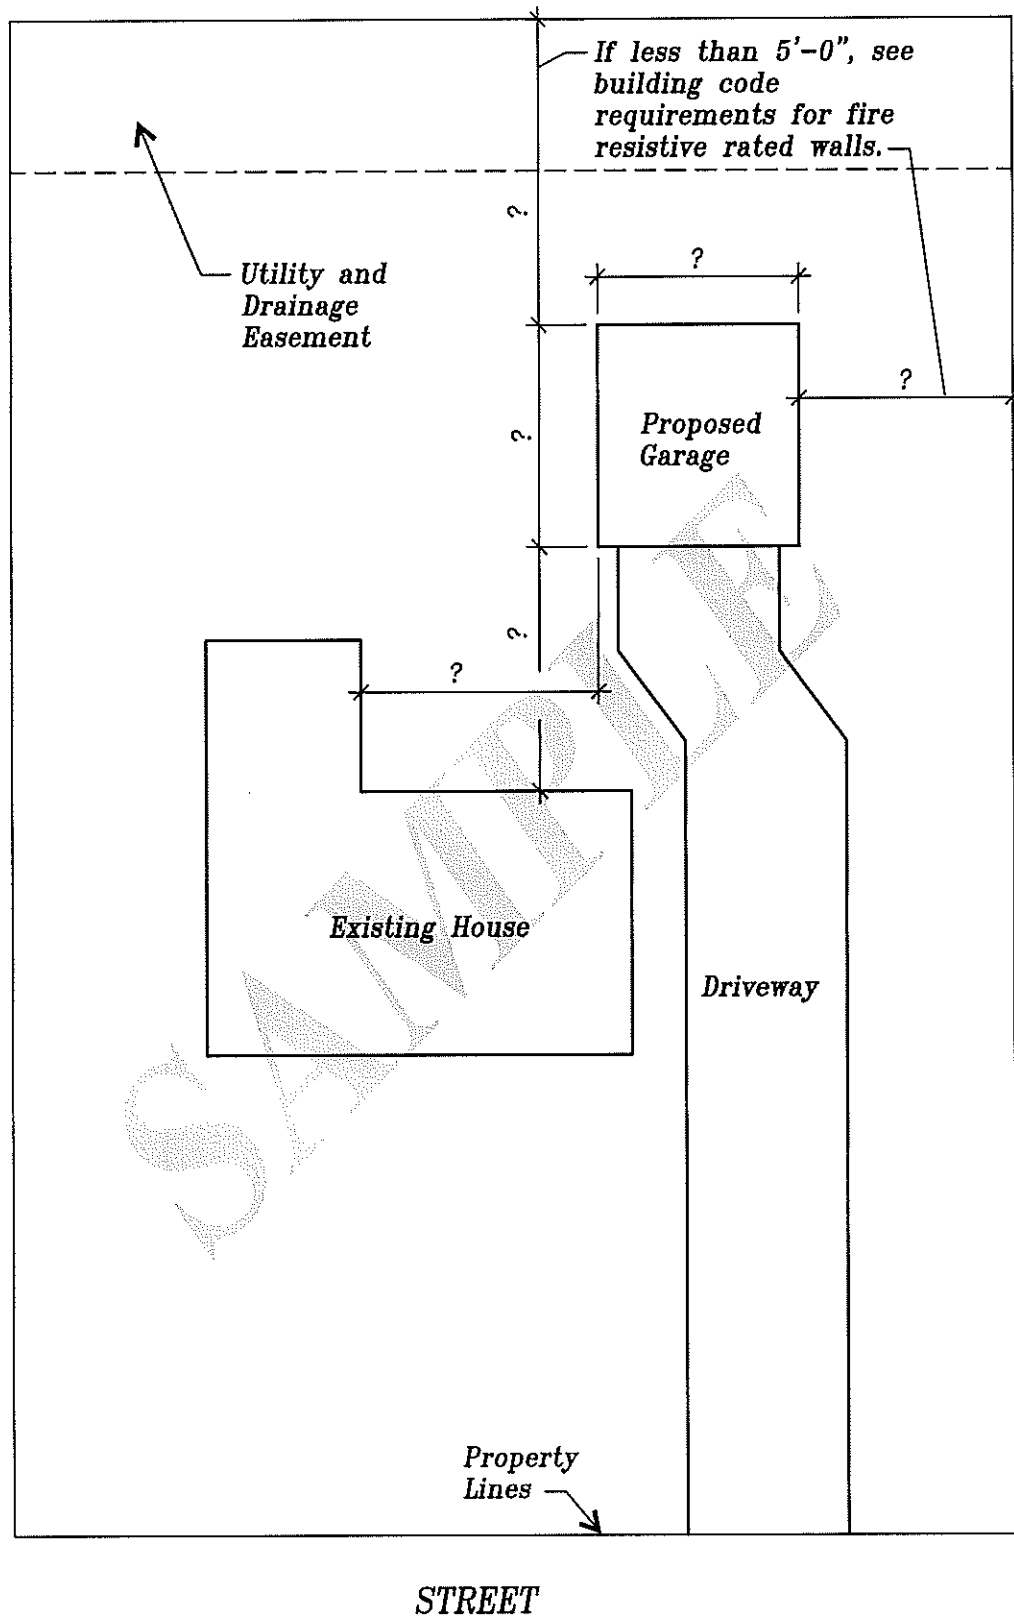 If less than 5'-0", see
building code
requirements for fire
resistive rated walls.
?
Utility and
Drainage
Easement
?
?
?
Proposed
Garage
?
?
Existing House
Driveway
SAMPLE
Property
Lines
STREET